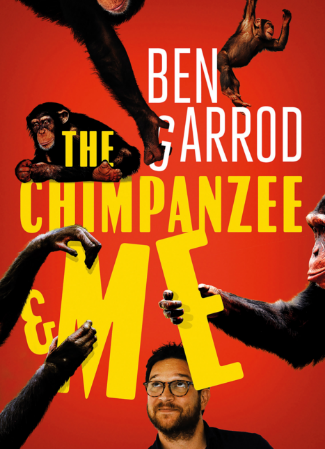 BEN
GARROD
THE
CHIMPANZEE
& ME